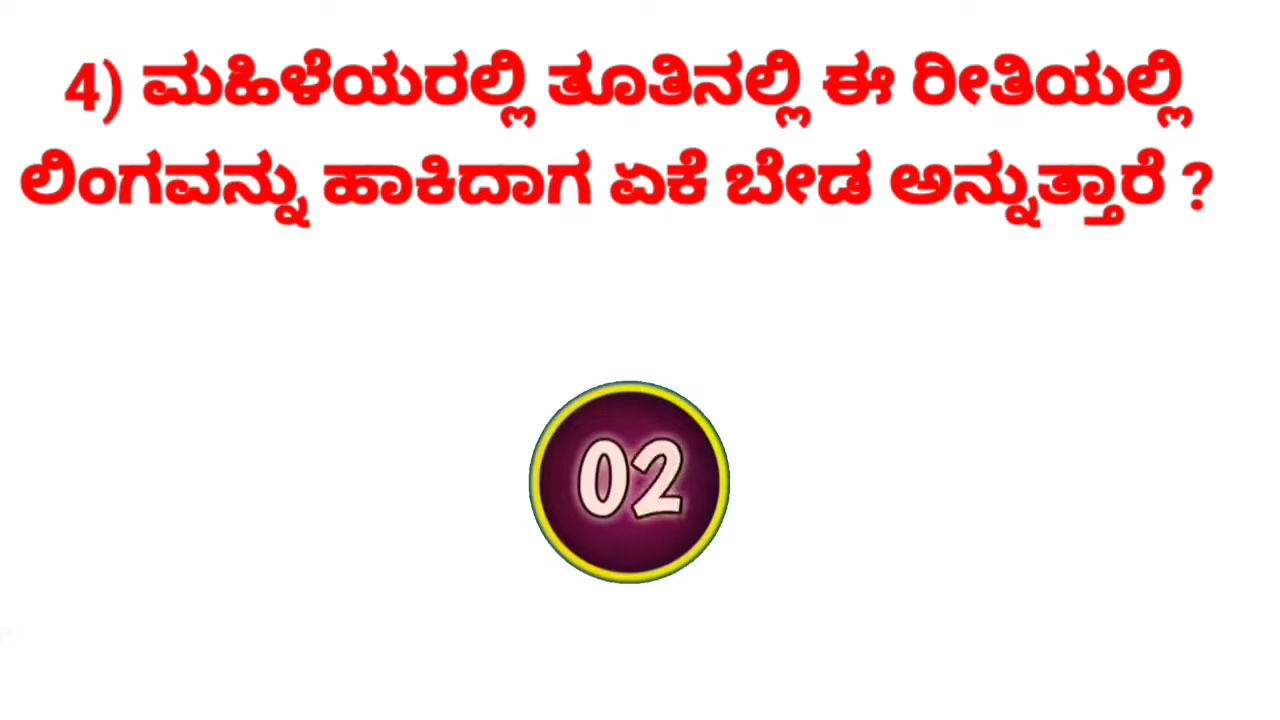 4) ಮಹಿಳೆಯರಲ್ಲಿ ತೂತಿನಲ್ಲಿ ಈ ರೀತಿಯಲ್ಲಿ
ಲಿಂಗವನ್ನು ಹಾಕಿದಾಗ ಏಕೆ ಬೇಡ ಅನ್ನುತ್ತಾರೆ ?
02